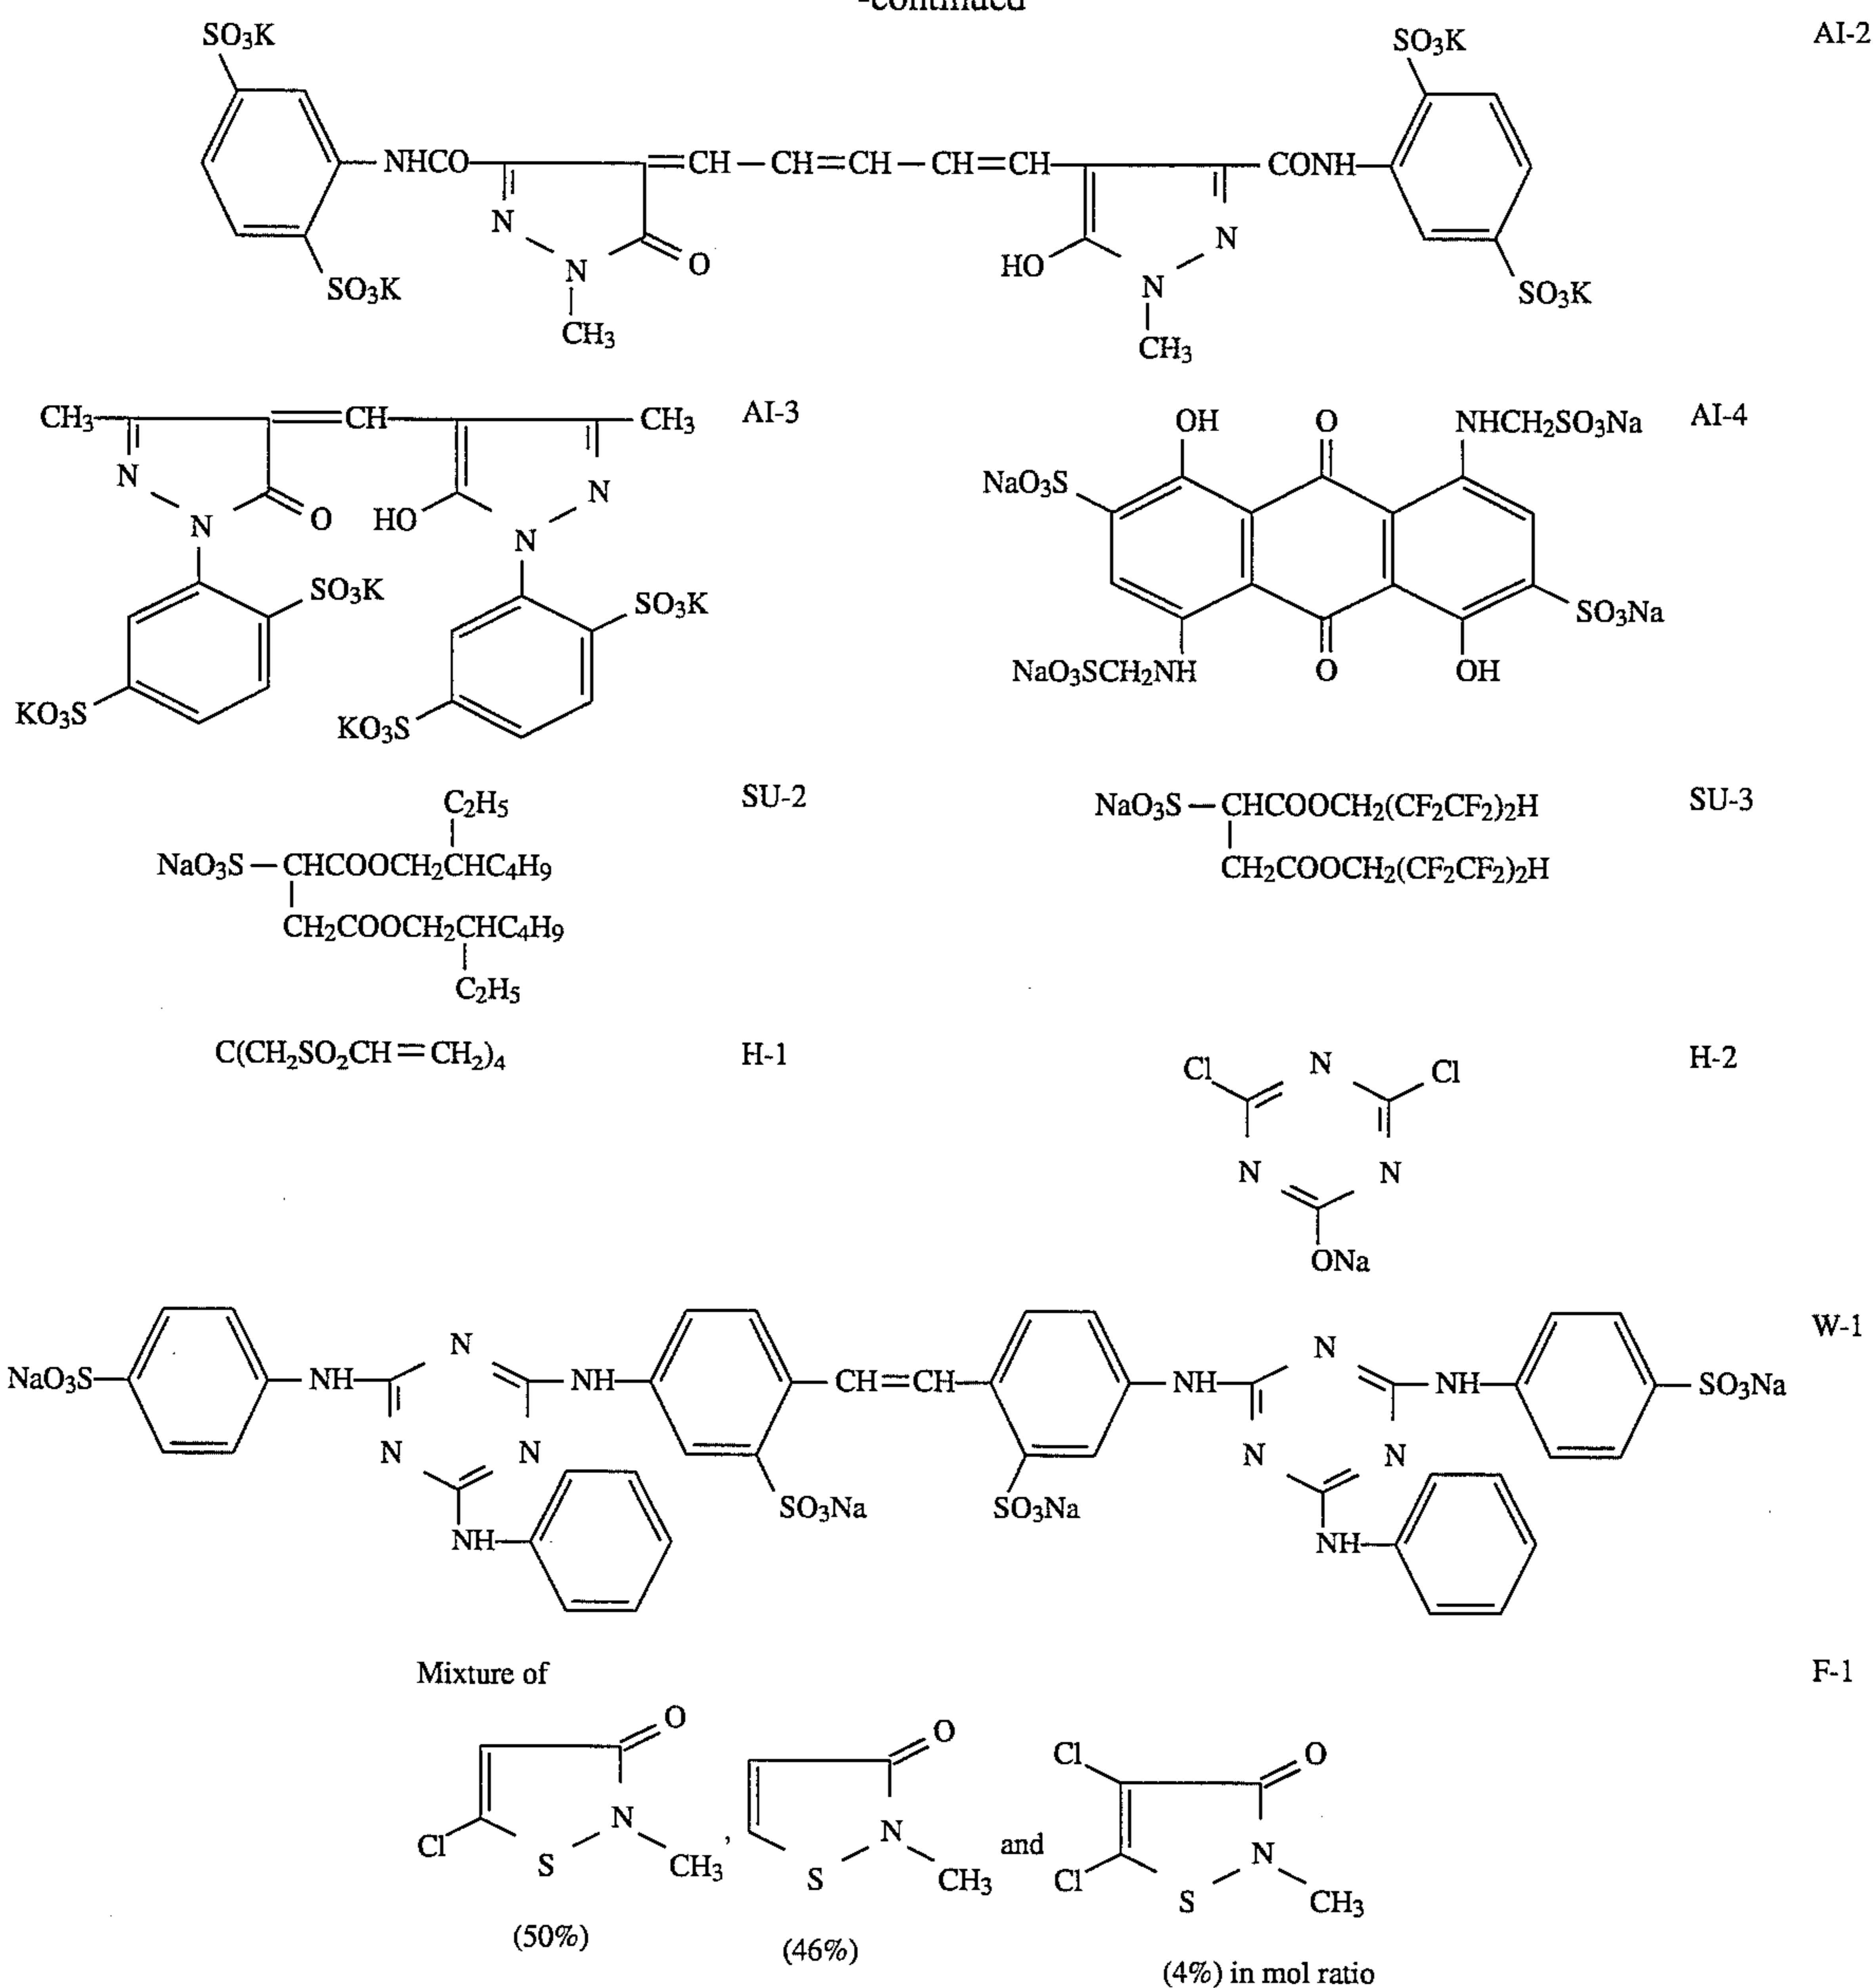 -continued
AI-2
SO3K
SO3K
NHCO
=CH—CH=CH—CH=CH
CONH
N
N
O
HO
N
N
SO3K
SO3K
CH3
CH3
CH3
=CH
CH3
AI-3
N
N
O
HO
N
N
SO3K
SO3K
KO3S
KO3S
OH
O
NHCH2SO3Na
AI-4
NaO3S
SO3Na
NaO3SCH2NH
O
OH
C2H5
SU-2
NaO3S—CHCOOCH2CHC4H9
CH2COOCH2CHC4H9
C2H5
NaO3S—CHCOOCH2(CF2CF2)2H
SU-3
CH2COOCH2(CF2CF2)2H
C(CH2SO2CH=CH2)4
H-1
H-2
Cl
N
Cl
N
N
ONa
W-1
N
N
NaO3S
NH
NH
CH=CH
NH
NH
SO3Na
N
N
N
N
SO3Na
SO3Na
NH
NH
Mixture of
F-1
O
O
Cl
O
Cl
N
S
CH3
,
N
S
CH3
and
Cl
N
S
CH3
(50%)
(46%)
(4%) in mol ratio